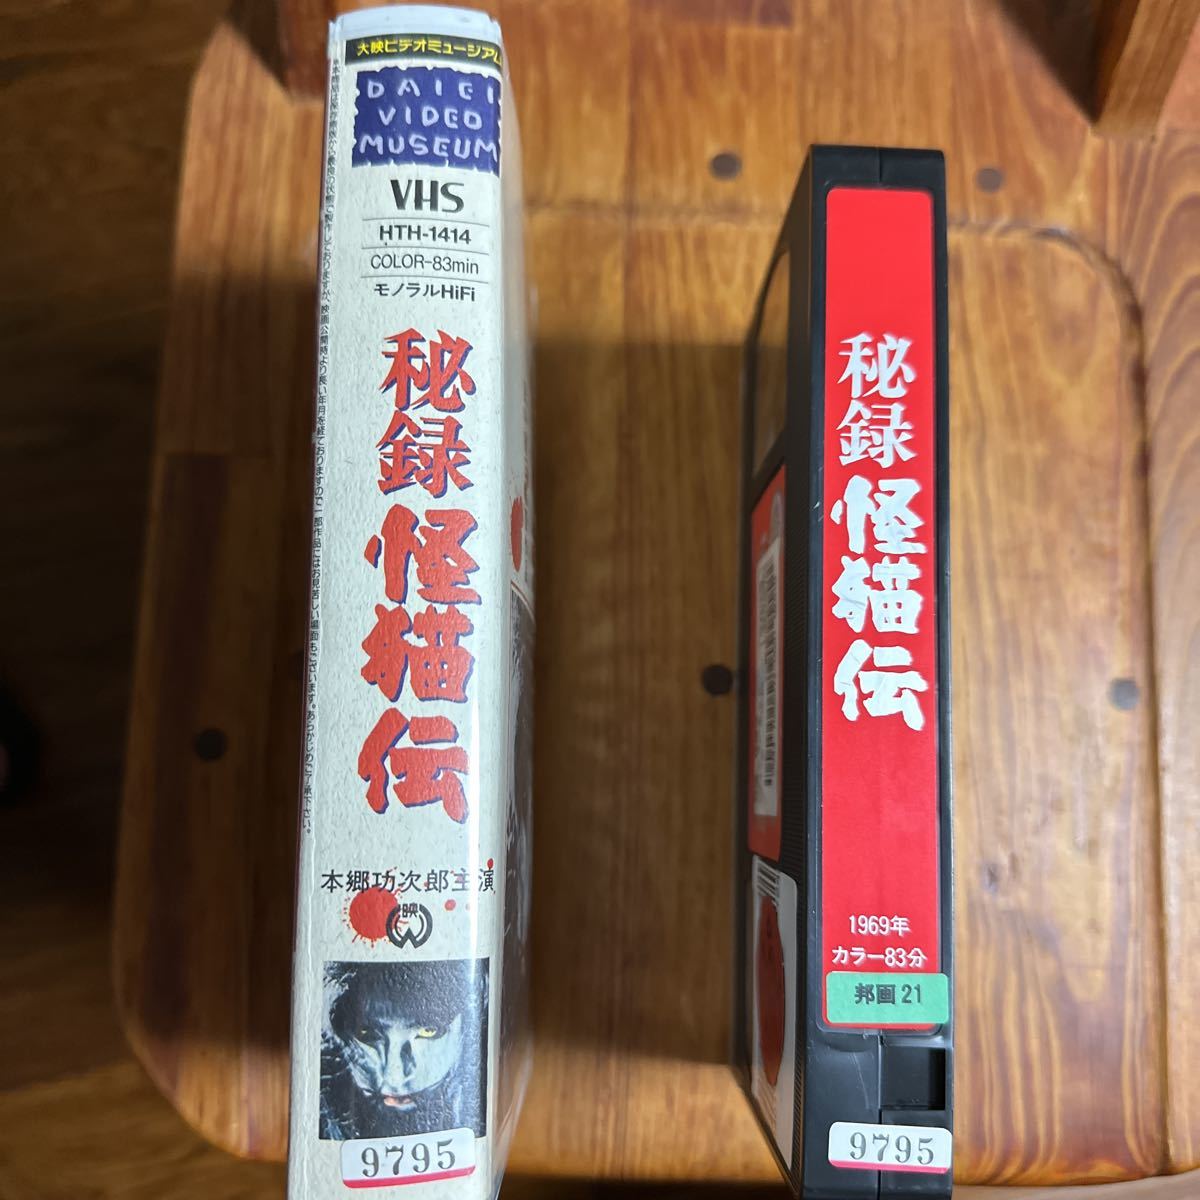 大映ビデオミュージアム
DAIEI
VIDEO
MUSEUM
VHS
HTH-1414
COLOR-83min
モノラルHiFi
秘録
怪猫伝
本郷功次郎主演
映
9795
秘録
怪猫伝
1969年
カラー83分
邦画21
9795